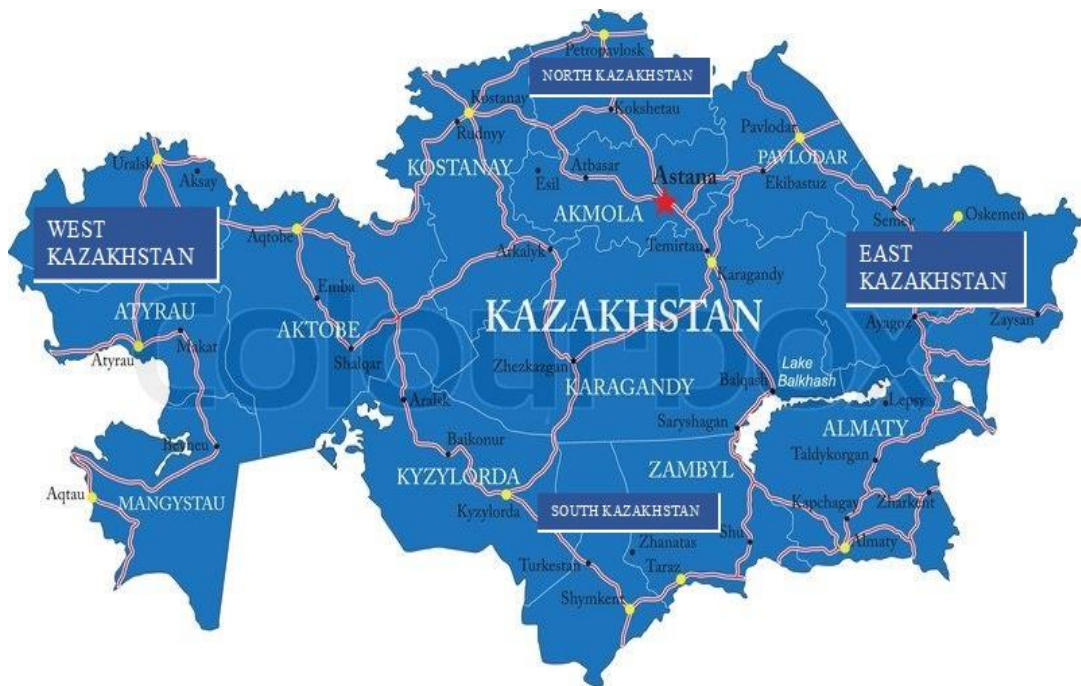 Petropavlosk
NORTH KAZAKHSTAN
Kostanay
Kokshetau
Rudnyy
Pavlodar
Uralsk
KOSTANAY
Atbasar
PAVLODAR
Aksay
Esil
Astana
Ekibastuz
AKMOLA
Semey
Oskemen
WEST
KAZAKHSTAN
Aqtobe
Arkalyk
Temirtau
EAST
KAZAKHSTAN
Karagandy
Emba
ATYRAU
KAZAKHSTAN
Ayagoz
Zaysan
AKTOBE
Makat
Atyrau
Shalqar
Zhezkazgan
Lake
Balkhash
KARAGANDY
Balqash
Aralsk
Lepsy
Saryshagan
ALMATY
Baikonur
Beyneu
KYZYLORDA
ZAMBYL
Taldykorgan
Aqtau
MANGYSTAU
Kyzylorda
SOUTH KAZAKHSTAN
Kapchagay
Zharkent
Shu
Almaty
Zhanatas
Turkestan
Taraz
Shymkent
colourbox